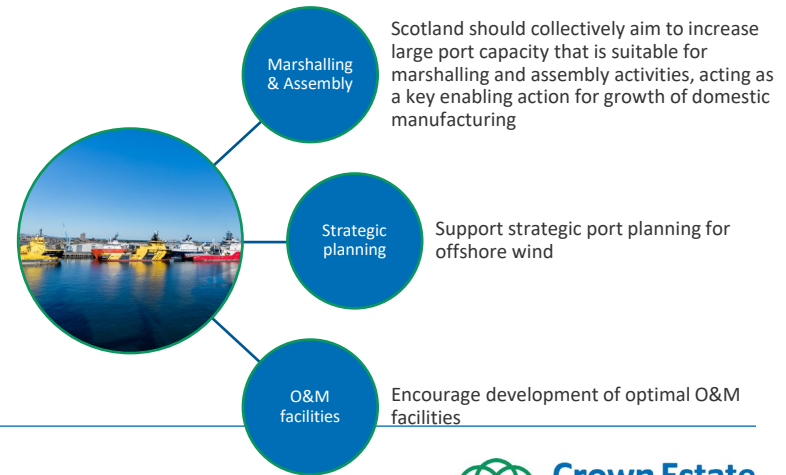 Marshalling
& Assembly
Scotland should collectively aim to increase
large port capacity that is suitable for
marshalling and assembly activities, acting as
a key enabling action for growth of domestic
manufacturing
Strategic
planning
Support strategic port planning for
offshore wind
O&M
facilities
Encourage development of optimal O&M
facilities
Crown Estate